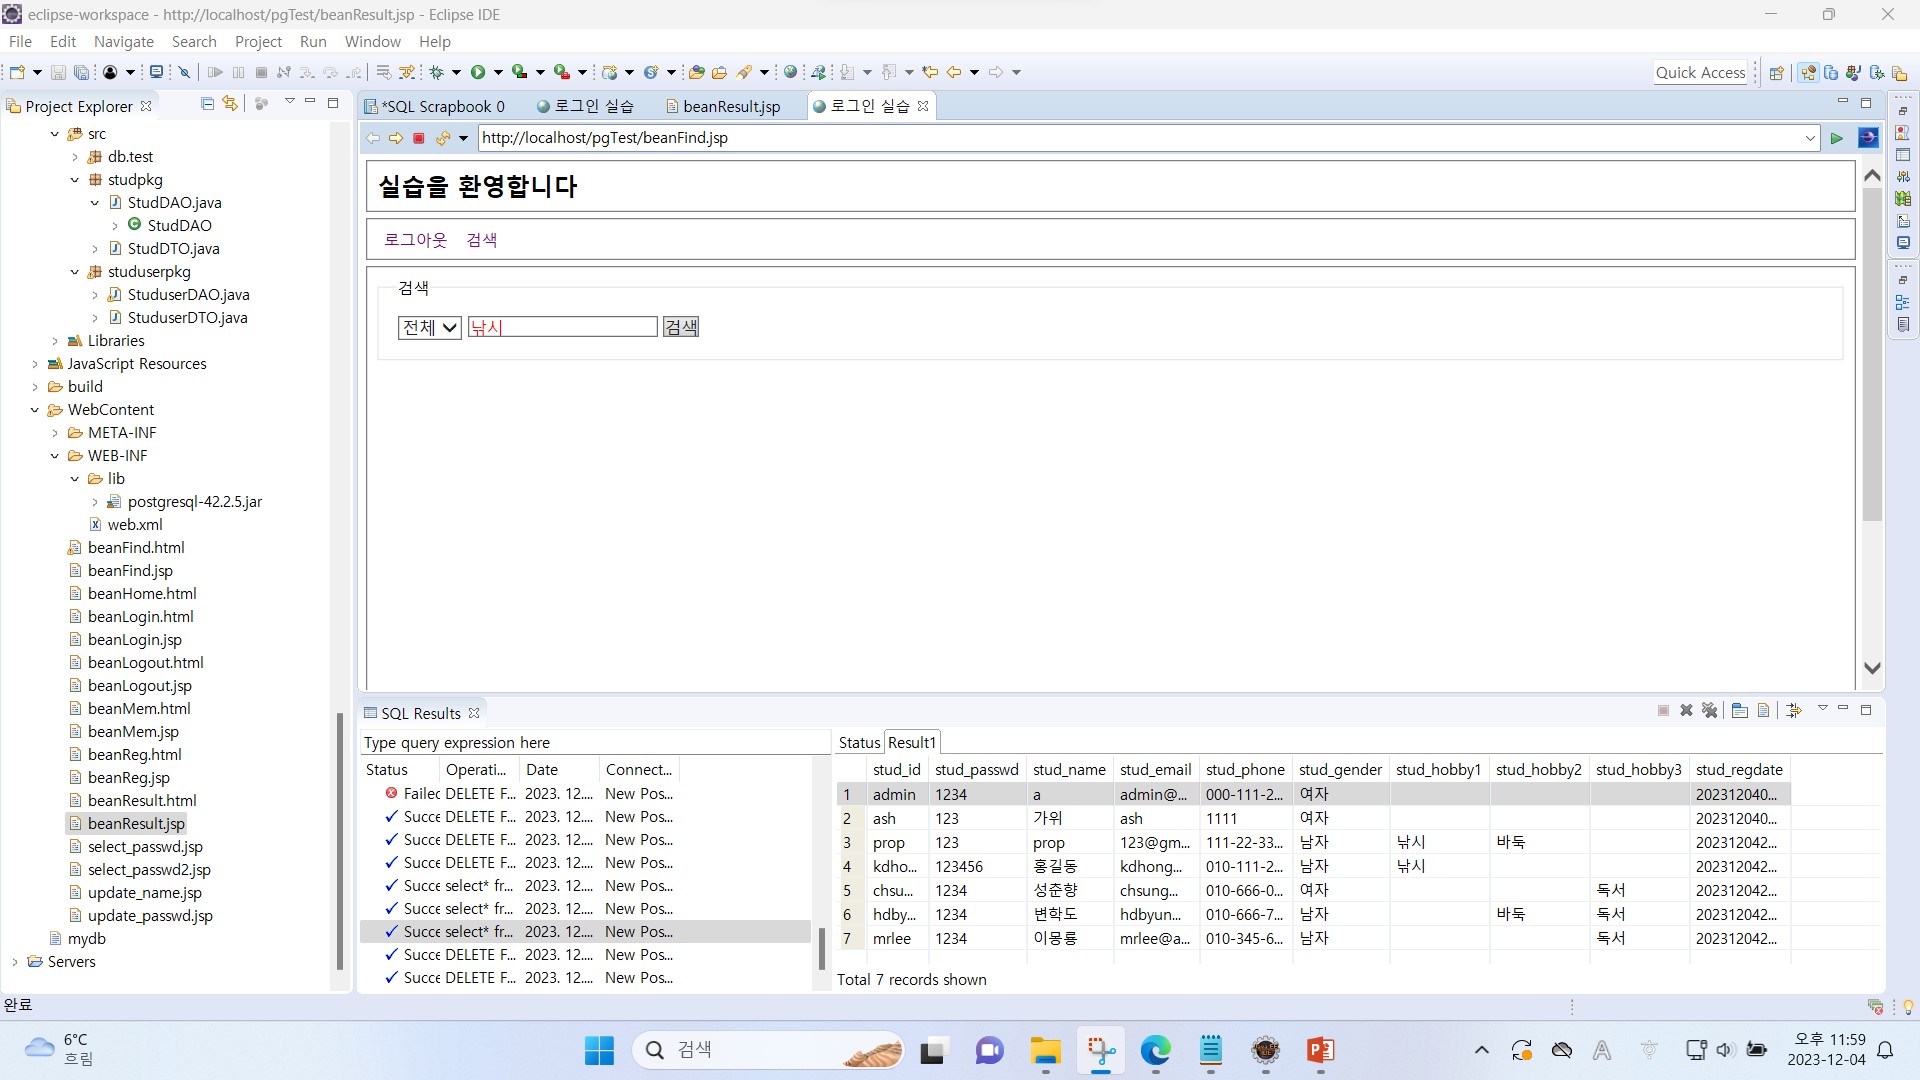 eclipse-workspace - http://localhost/pgTest/beanResult.jsp - Eclipse IDE
File Edit Navigate Search Project Run Window Help
Quick Access
Project Explorer
src
db.test
studpkg
StudDAO.java
StudDAO
StudDTO.java
studuserpkg
StuduserDAO.java
StuduserDTO.java
Libraries
JavaScript Resources
build
WebContent
META-INF
WEB-INF
lib
postgresql-42.2.5.jar
web.xml
beanFind.html
beanFind.jsp
beanHome.html
beanLogin.html
beanLogin.jsp
beanLogout.html
beanLogout.jsp
beanMem.html
beanMem.jsp
beanReg.html
beanReg.jsp
beanResult.html
beanResult.jsp
select_passwd.jsp
select_passwd2.jsp
update_name.jsp
update_passwd.jsp
mydb
Servers
*SQL Scrapbook 0 로그인 실습 beanResult.jsp 로그인 실습
http://localhost/pgTest/beanFind.jsp
실습을 환영합니다
로그아웃 검색
검색
전체 낚시 검색
SQL Results
Type query expression here
Status Operati... Date Connect...
Failed DELETE F... 2023. 12.... New Pos...
Succe DELETE F... 2023. 12.... New Pos...
Succe DELETE F... 2023. 12.... New Pos...
Succe DELETE F... 2023. 12.... New Pos...
Succe select* fr... 2023. 12.... New Pos...
Succe select* fr... 2023. 12.... New Pos...
Succe select* fr... 2023. 12.... New Pos...
Succe DELETE F... 2023. 12.... New Pos...
Succe DELETE F... 2023. 12.... New Pos...
Status Result1
stud_id stud_passwd stud_name stud_email stud_phone stud_gender stud_hobby1 stud_hobby2 stud_hobby3 stud_regdate
1 admin 1234 a admin@... 000-111-2... 여자 202312040...
2 ash 123 가위 ash 1111 여자 202312040...
3 prop 123 prop 123@gm... 111-22-33... 남자 낚시 바둑 202312042...
4 kdho... 123456 홍길동 kdhong... 010-111-2... 남자 낚시 202312042...
5 chsu... 1234 성춘향 chsung... 010-666-0... 여자 독서 202312042...
6 hdby... 1234 변학도 hdbyun... 010-666-7... 남자 바둑 독서 202312042...
7 mrlee 1234 이몽룡 mrlee@a... 010-345-6... 남자 독서 202312042...
Total 7 records shown
완료
6°C
흐림
검색
오후 11:59
2023-12-04